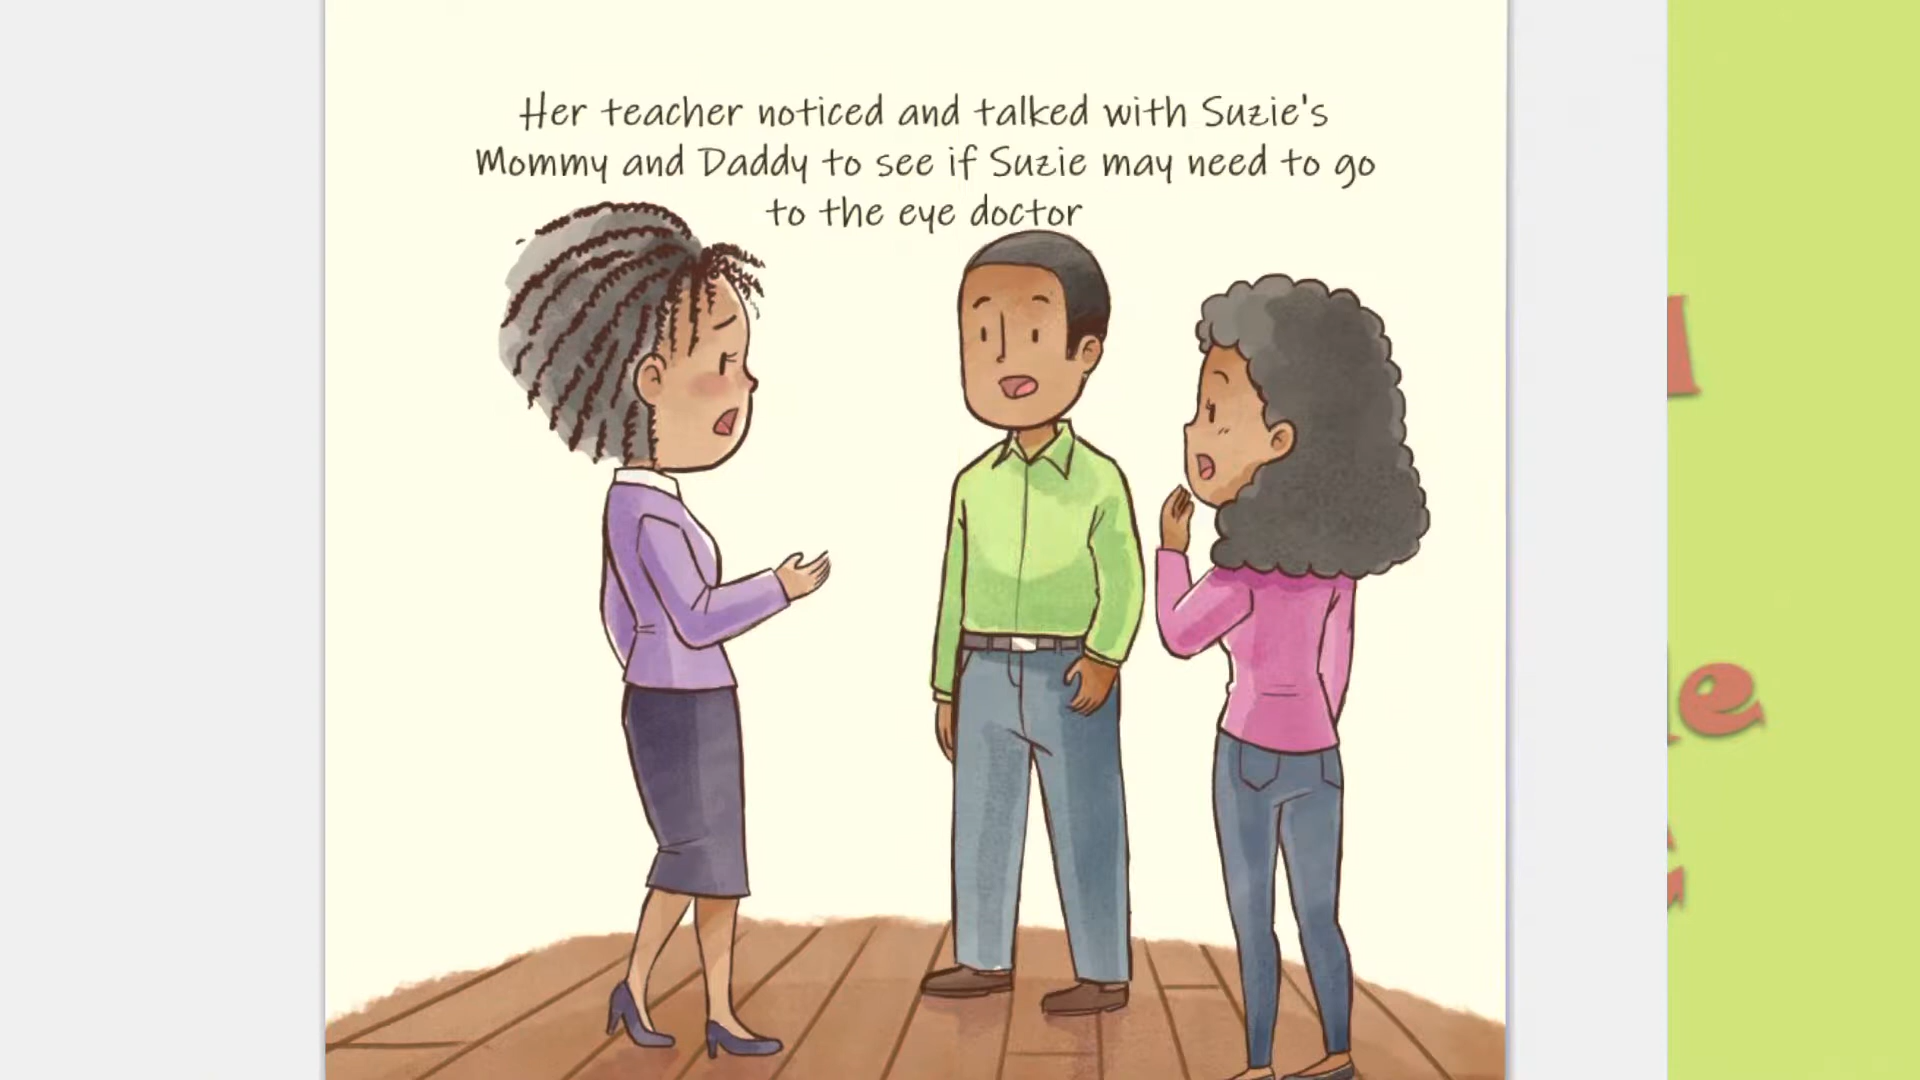 Her teacher noticed and talked with Suzie's
Mommy and Daddy to see if Suzie may need to go
to the eye doctor